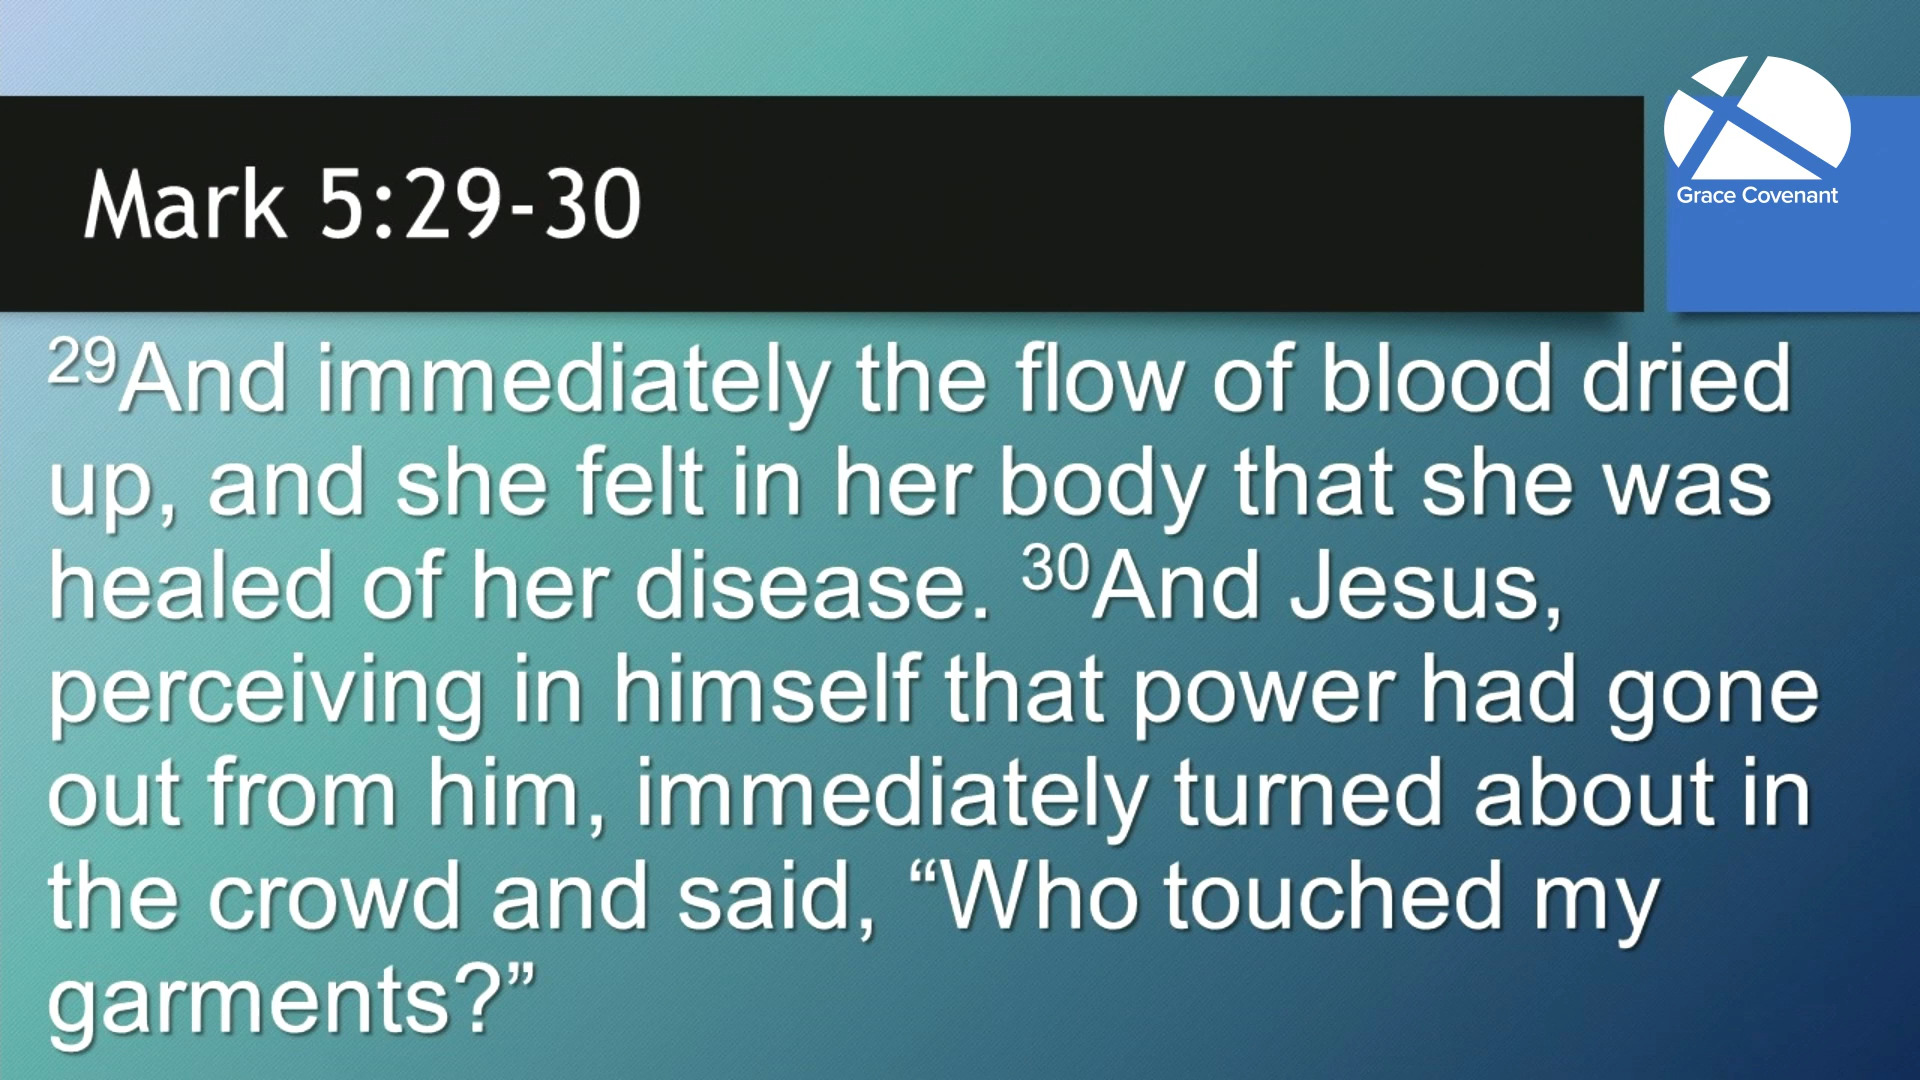 Grace Covenant
Mark 5:29-30
29And immediately the flow of blood dried
up, and she felt in her body that she was
healed of her disease. 30And Jesus,
perceiving in himself that power had gone
out from him, immediately turned about in
the crowd and said, “Who touched my
garments?”